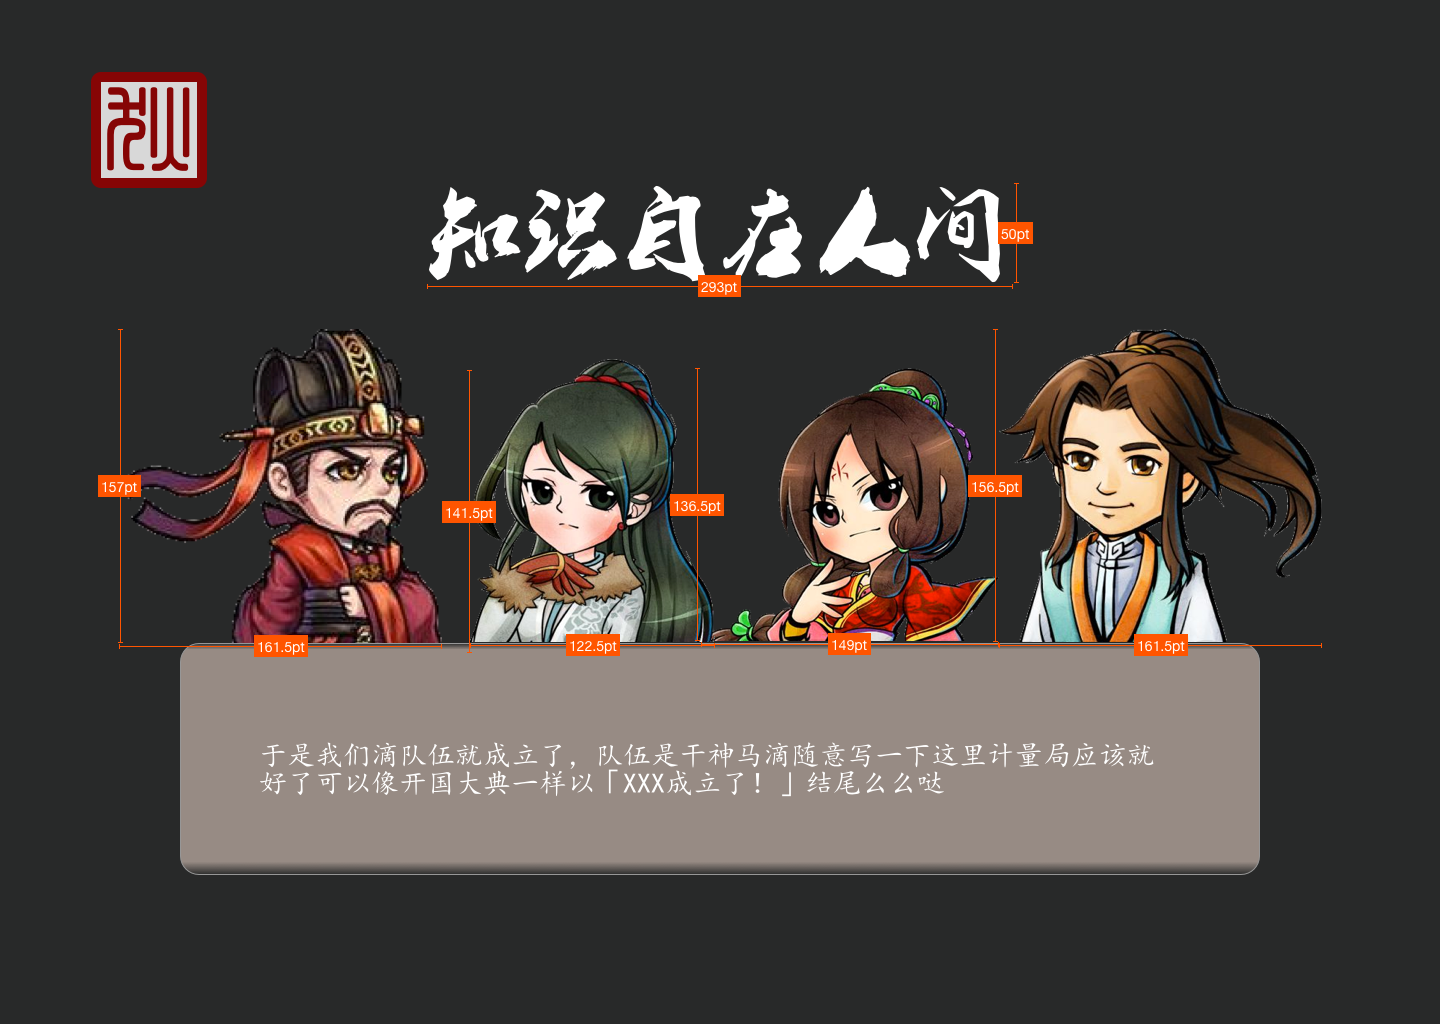 知识自在人间
50pt
293pt
157pt
141.5pt
136.5pt
156.5pt
161.5pt
122.5pt
149pt
161.5pt
于是我们滴队伍就成立了，队伍是干神马滴随意写一下这里计量局应该就
好了可以像开国大典一样以「XXX成立了！」结尾么么哒